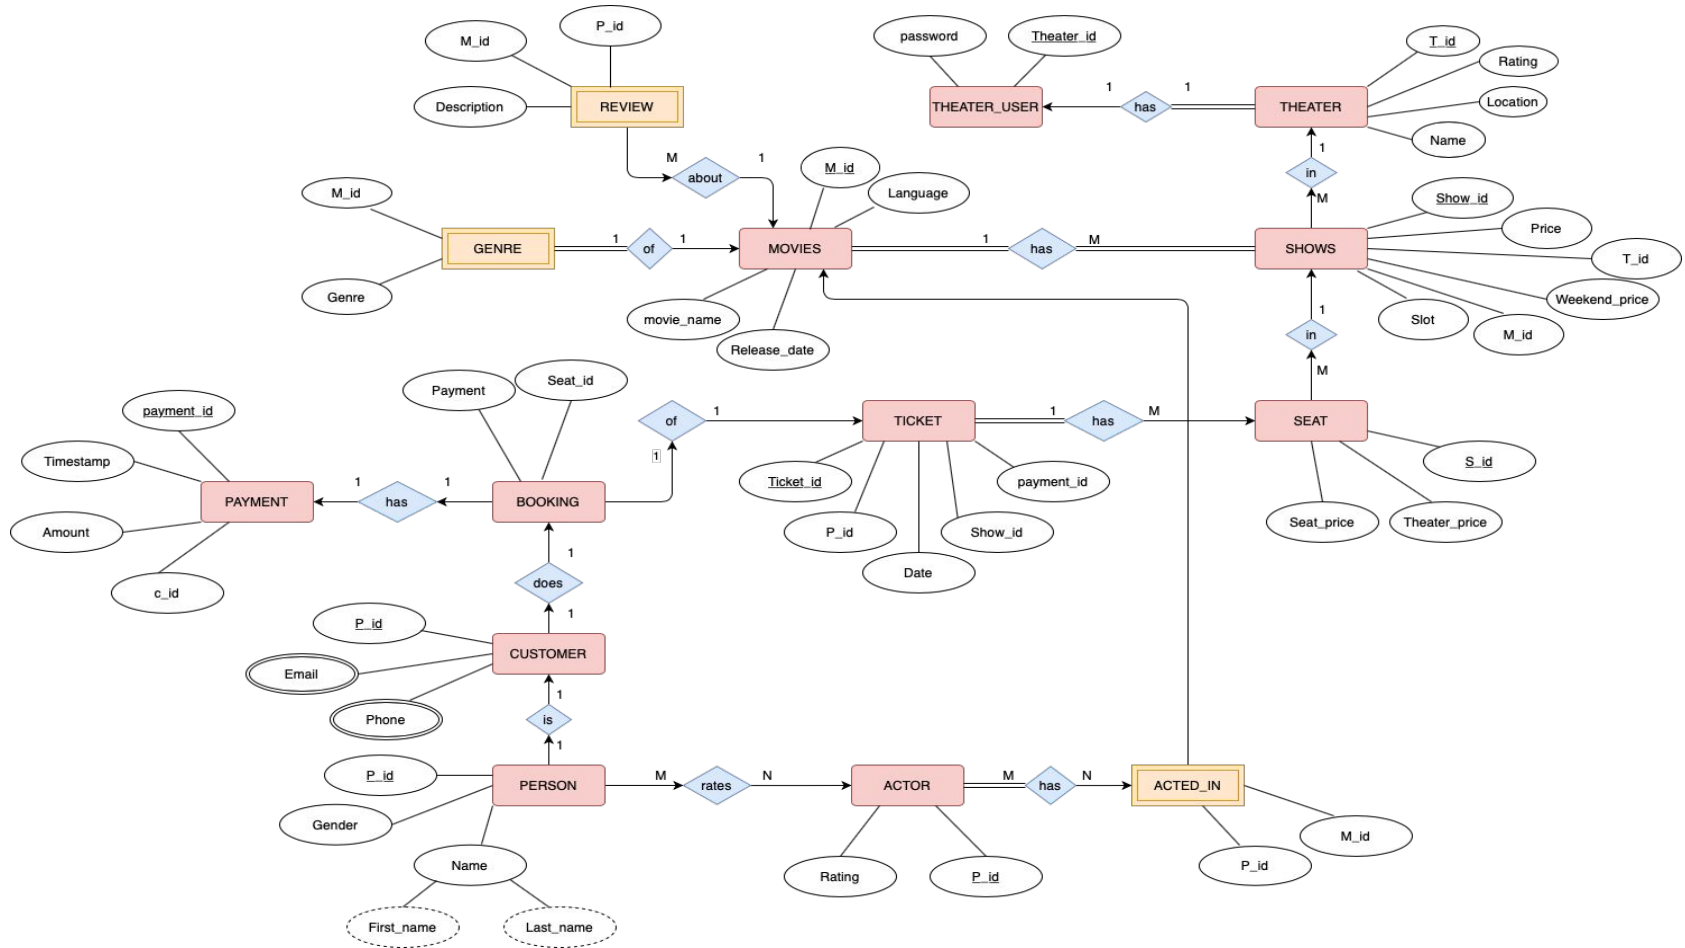 P_id
M_id
password
Theater_id
T_id
Rating
Description
REVIEW
THEATER_USER
1
has
1
THEATER
Location
Name
M
about
1
M_id
Language
1
in
M
M_id
Show_id
Price
GENRE
1
of
1
MOVIES
1
has
M
SHOWS
T_id
Genre
movie_name
Release_date
Weekend_price
Slot
M_id
1
in
M
Payment
Seat_id
payment_id
of
1
1
TICKET
1
has
M
SEAT
Timestamp
S_id
Ticket_id
payment_id
PAYMENT
1
has
1
BOOKING
Amount
P_id
Show_id
Seat_price
Theater_price
Date
c_id
1
does
1
P_id
CUSTOMER
Email
Phone
1
is
1
P_id
PERSON
M
rates
N
ACTOR
M
has
N
ACTED_IN
Gender
M_id
Name
Rating
P_id
P_id
First_name
Last_name